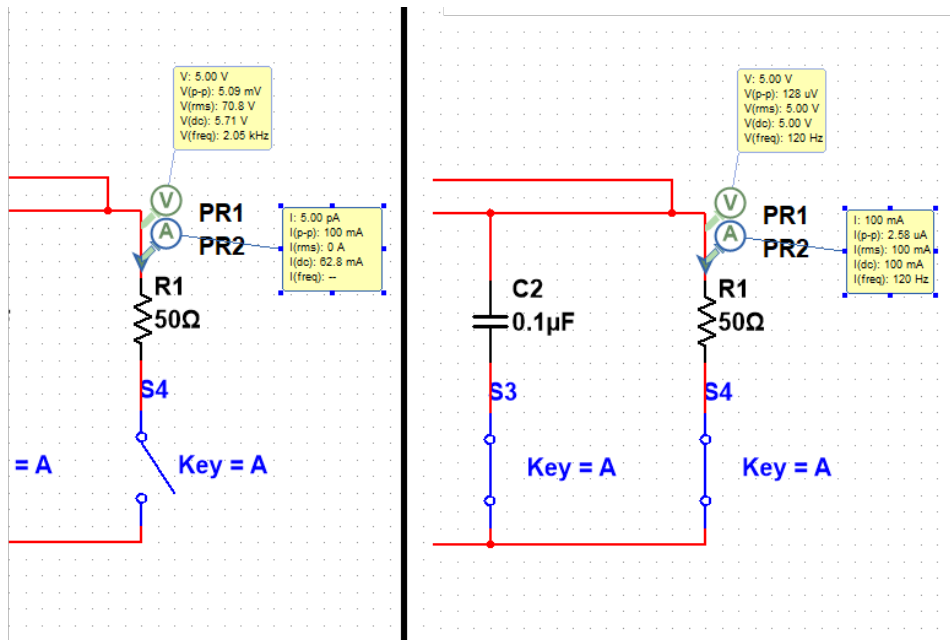 V: 5.00 V
V(p-p): 5.09 mV
V(rms): 70.8 V
V(dc): 5.71 V
V(freq): 2.05 kHz
V
PR1
A
PR2
I: 5.00 pA
I(p-p): 100 mA
I(rms): 0 A
I(dc): 62.8 mA
I(freq): --
R1
50Ω
S4
= A
Key = A
V: 5.00 V
V(p-p): 128 uV
V(rms): 5.00 V
V(dc): 5.00 V
V(freq): 120 Hz
V
PR1
A
PR2
I: 100 mA
I(p-p): 2.58 uA
I(rms): 100 mA
I(dc): 100 mA
I(freq): 120 Hz
C2
0.1µF
R1
50Ω
S3
S4
Key = A
Key = A